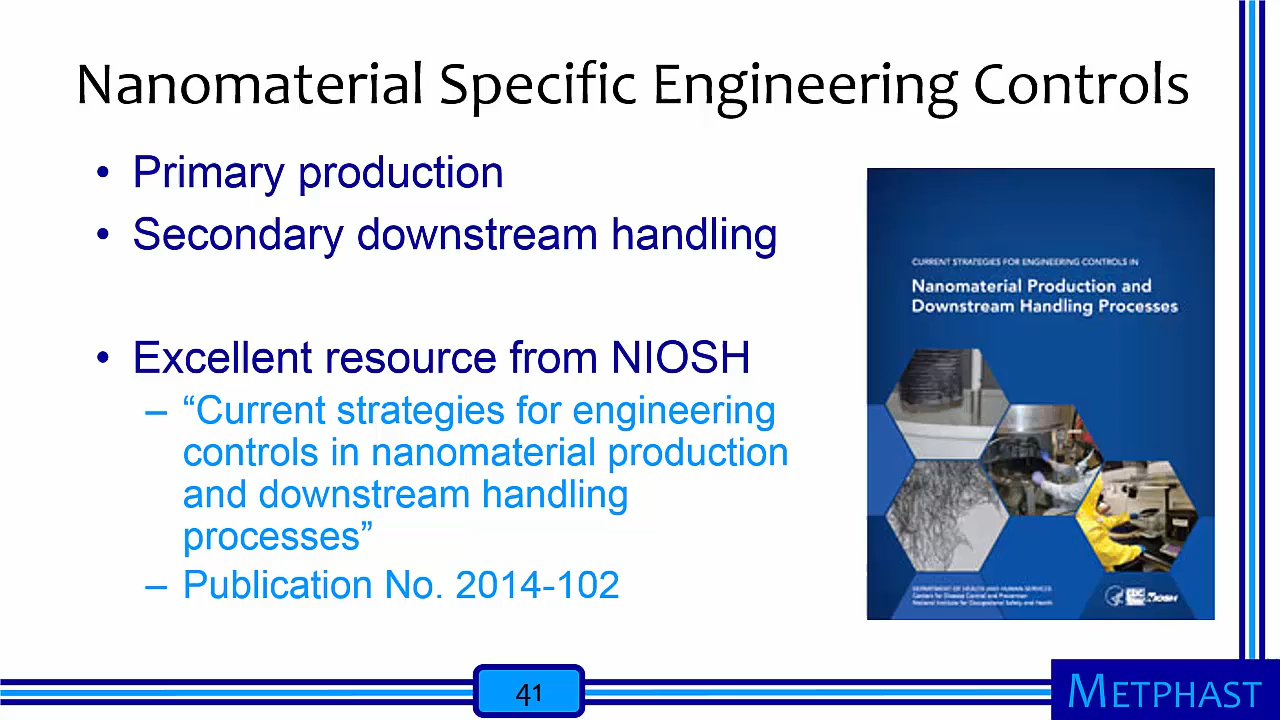 Nanomaterial Specific Engineering Controls
• Primary production
• Secondary downstream handling
• Excellent resource from NIOSH
– “Current strategies for engineering
controls in nanomaterial production
and downstream handling
processes”
– Publication No. 2014-102
CURRENT STRATEGIES FOR ENGINEERING CONTROLS IN
Nanomaterial Production and
Downstream Handling Processes
DEPARTMENT OF HEALTH AND HUMAN SERVICES
Centers for Disease Control and Prevention
National Institute for Occupational Safety and Health
CDC NIOSH
41
METPHAST